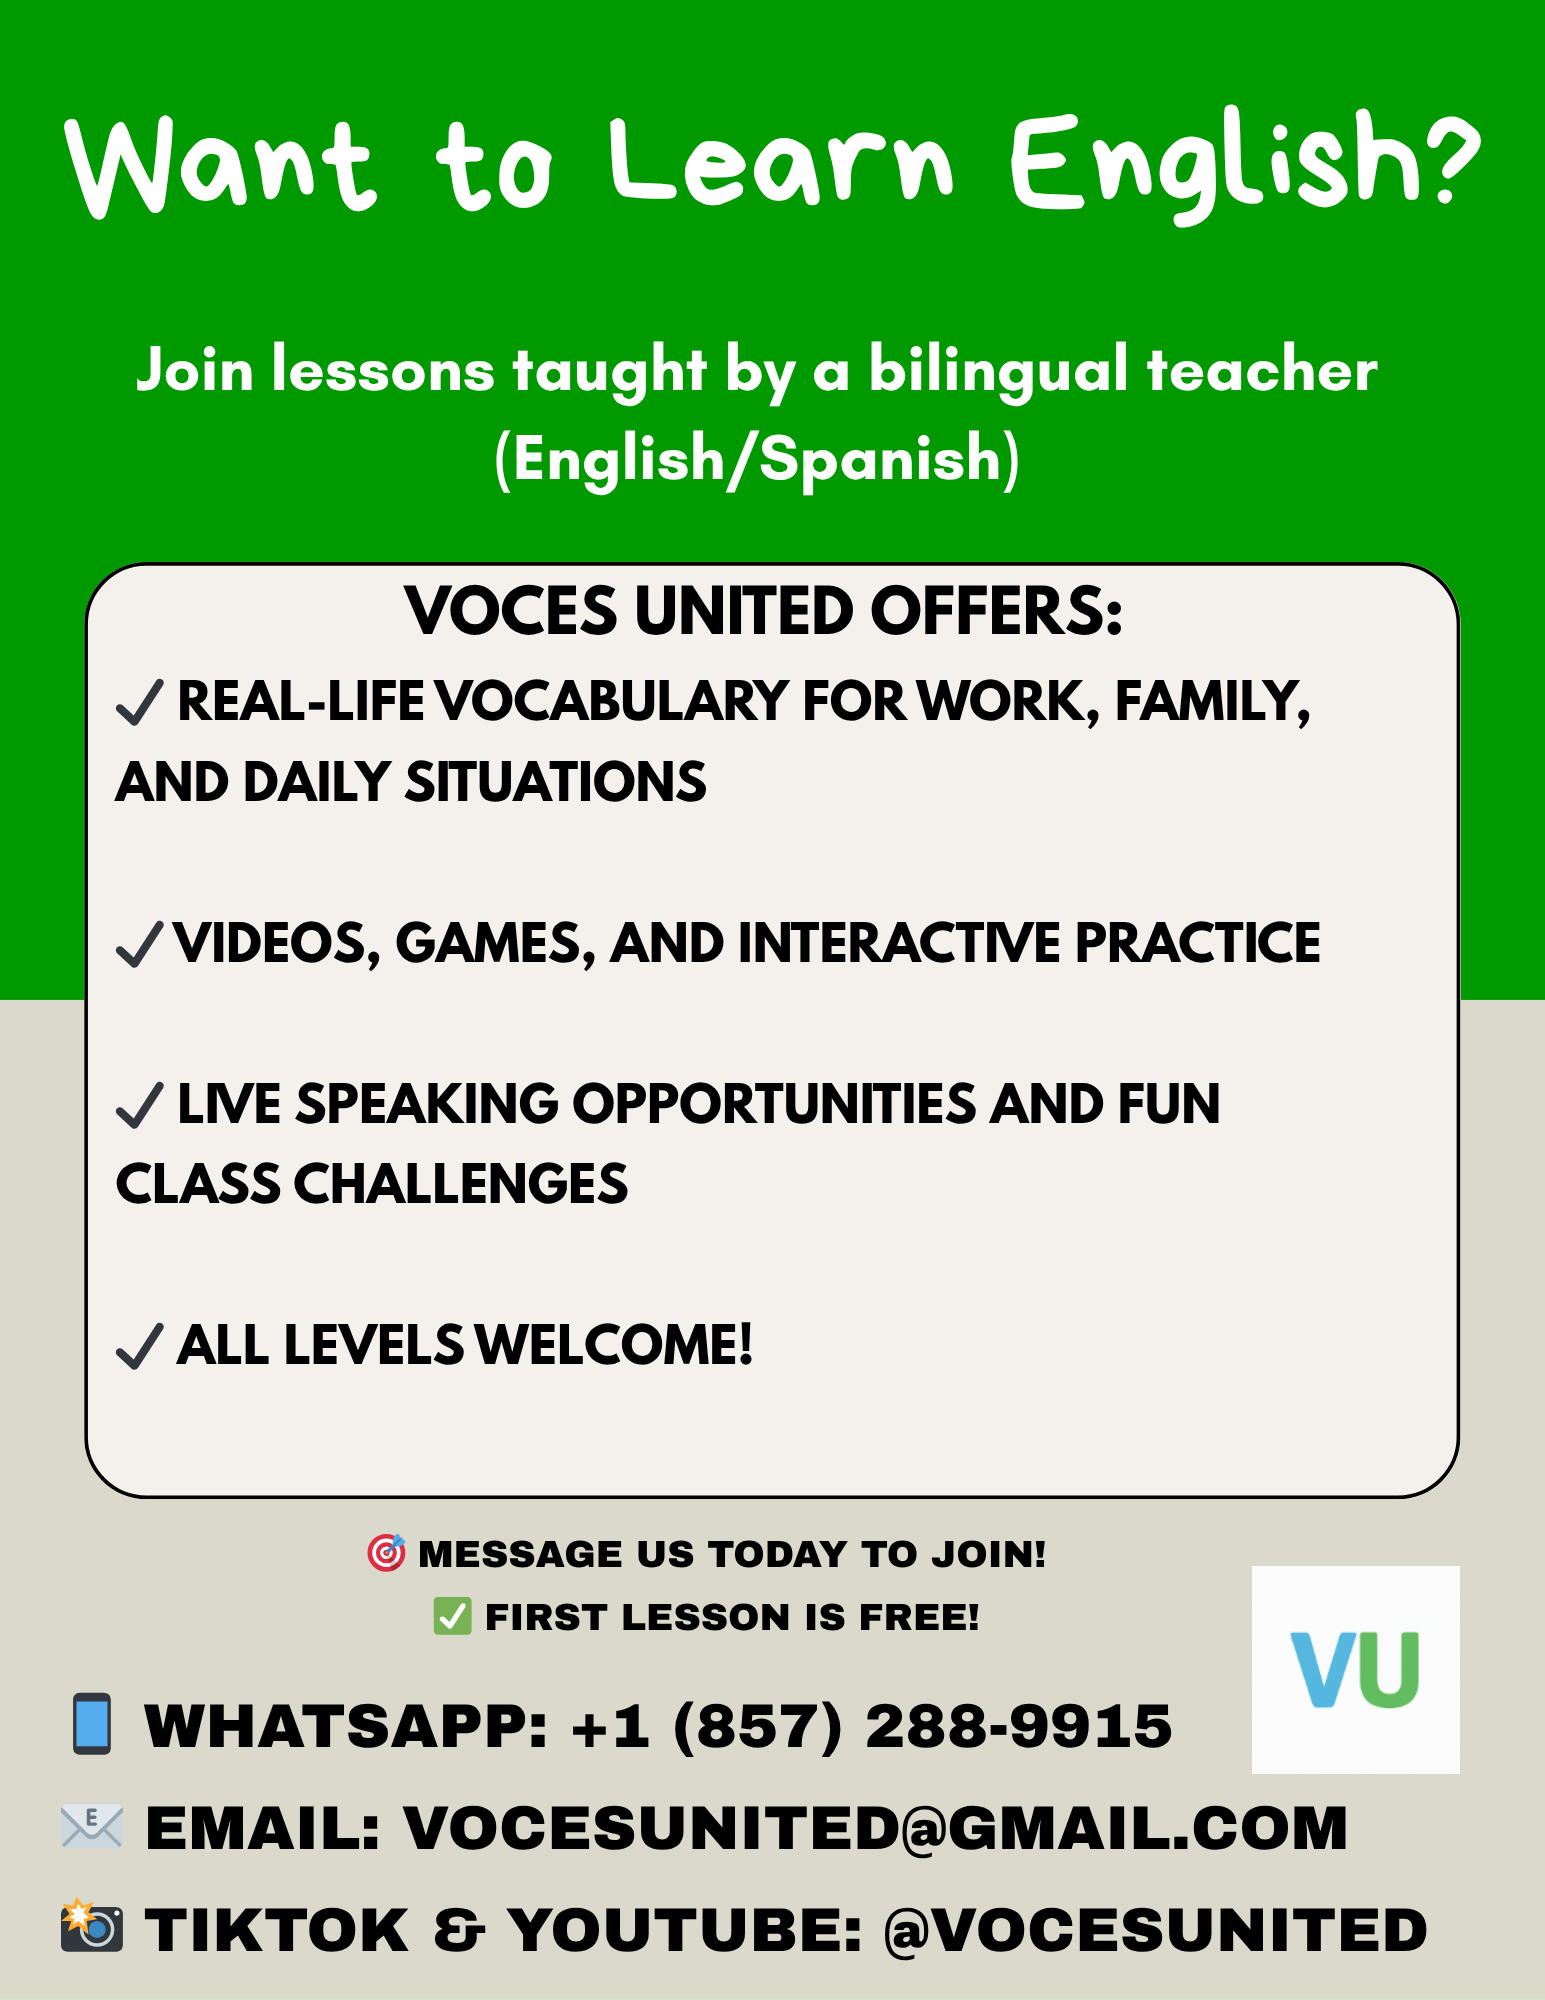 Want to Learn English?
Join lessons taught by a bilingual teacher
(English/Spanish)
VOCES UNITED OFFERS:
✓ REAL-LIFE VOCABULARY FOR WORK, FAMILY,
AND DAILY SITUATIONS
✓ VIDEOS, GAMES, AND INTERACTIVE PRACTICE
✓ LIVE SPEAKING OPPORTUNITIES AND FUN
CLASS CHALLENGES
✓ ALL LEVELS WELCOME!
🎯 MESSAGE US TODAY TO JOIN!
✅ FIRST LESSON IS FREE!
VU
📱 WHATSAPP: +1 (857) 288-9915
📧 EMAIL: VOCESUNITED@GMAIL.COM
📸 TIKTOK & YOUTUBE: @VOCESUNITED